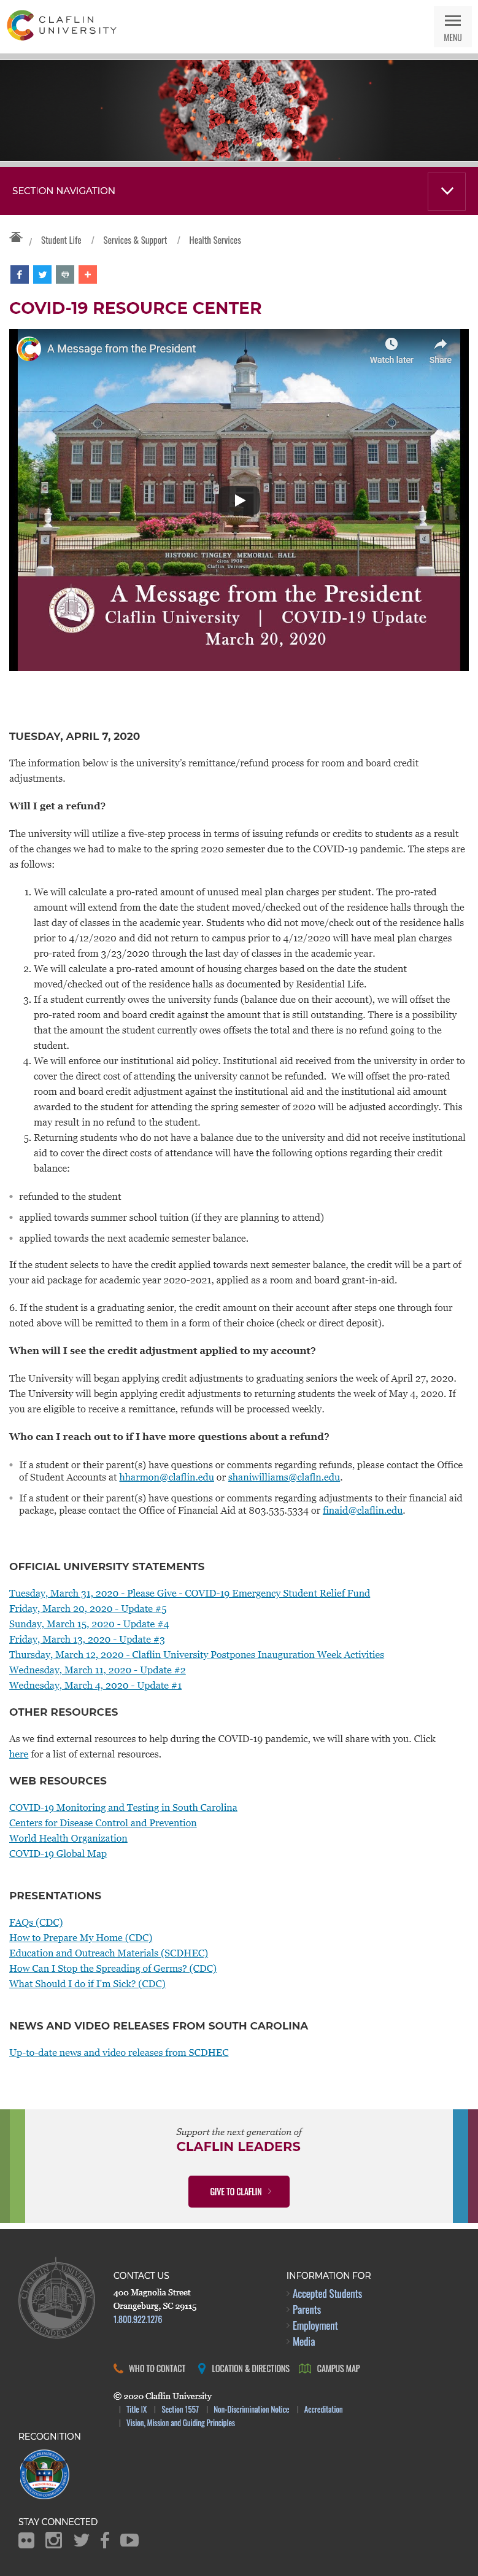 CLAFLIN
UNIVERSITY
MENU
SECTION NAVIGATION
/ Student Life / Services & Support / Health Services
COVID-19 RESOURCE CENTER
A Message from the President
Watch later
Share
HISTORIC TINGLEY MEMORIAL HALL
circa 1908
Claflin University
A Message from the President
Claflin University | COVID-19 Update
March 20, 2020
TUESDAY, APRIL 7, 2020
The information below is the university's remittance/refund process for room and board credit
adjustments.
Will I get a refund?
The university will utilize a five-step process in terms of issuing refunds or credits to students as a result
of the changes we had to make to the spring 2020 semester due to the COVID-19 pandemic. The steps are
as follows:
1. We will calculate a pro-rated amount of unused meal plan charges per student. The pro-rated
amount will extend from the date the student moved/checked out of the residence halls through the
last day of classes in the academic year. Students who did not move/check out of the residence halls
prior to 4/12/2020 and did not return to campus prior to 4/12/2020 will have meal plan charges
pro-rated from 3/23/2020 through the last day of classes in the academic year.
2. We will calculate a pro-rated amount of housing charges based on the date the student
moved/checked out of the residence halls as documented by Residential Life.
3. If a student currently owes the university funds (balance due on their account), we will offset the
pro-rated room and board credit against the amount that is still outstanding. There is a possibility
that the amount the student currently owes offsets the total and there is no refund going to the
student.
4. We will enforce our institutional aid policy. Institutional aid received from the university in order to
cover the direct cost of attending the university cannot be refunded. We will offset the pro-rated
room and board credit adjustment against the institutional aid and the institutional aid amount
awarded to the student for attending the spring semester of 2020 will be adjusted accordingly. This
may result in no refund to the student.
5. Returning students who do not have a balance due to the university and did not receive institutional
aid to cover the direct costs of attendance will have the following options regarding their credit
balance:
refunded to the student
applied towards summer school tuition (if they are planning to attend)
applied towards the next academic semester balance.
If the student selects to have the credit applied towards next semester balance, the credit will be a part of
your aid package for academic year 2020-2021, applied as a room and board grant-in-aid.
6. If the student is a graduating senior, the credit amount on their account after steps one through four
noted above will be remitted to them in a form of their choice (check or direct deposit).
When will I see the credit adjustment applied to my account?
The University will began applying credit adjustments to graduating seniors the week of April 27, 2020.
The University will begin applying credit adjustments to returning students the week of May 4, 2020. If
you are eligible to receive a remittance, refunds will be processed weekly.
Who can I reach out to if I have more questions about a refund?
If a student or their parent(s) have questions or comments regarding refunds, please contact the Office
of Student Accounts at hharmon@claflin.edu or shaniwilliams@clafln.edu.
If a student or their parent(s) have questions or comments regarding adjustments to their financial aid
package, please contact the Office of Financial Aid at 803.535.5334 or finaid@claflin.edu.
OFFICIAL UNIVERSITY STATEMENTS
Tuesday, March 31, 2020 - Please Give - COVID-19 Emergency Student Relief Fund
Friday, March 20, 2020 - Update #5
Sunday, March 15, 2020 - Update #4
Friday, March 13, 2020 - Update #3
Thursday, March 12, 2020 - Claflin University Postpones Inauguration Week Activities
Wednesday, March 11, 2020 - Update #2
Wednesday, March 4, 2020 - Update #1
OTHER RESOURCES
As we find external resources to help during the COVID-19 pandemic, we will share with you. Click
here for a list of external resources.
WEB RESOURCES
COVID-19 Monitoring and Testing in South Carolina
Centers for Disease Control and Prevention
World Health Organization
COVID-19 Global Map
PRESENTATIONS
FAQs (CDC)
How to Prepare My Home (CDC)
Education and Outreach Materials (SCDHEC)
How Can I Stop the Spreading of Germs? (CDC)
What Should I do if I'm Sick? (CDC)
NEWS AND VIDEO RELEASES FROM SOUTH CAROLINA
Up-to-date news and video releases from SCDHEC
Support the next generation of
CLAFLIN LEADERS
GIVE TO CLAFLIN
CONTACT US
400 Magnolia Street
Orangeburg, SC 29115
1.800.922.1276
INFORMATION FOR
Accepted Students
Parents
Employment
Media
WHO TO CONTACT LOCATION & DIRECTIONS CAMPUS MAP
© 2020 Claflin University
| Title IX | Section 1557 | Non-Discrimination Notice | Accreditation
| Vision, Mission and Guiding Principles
RECOGNITION
STAY CONNECTED